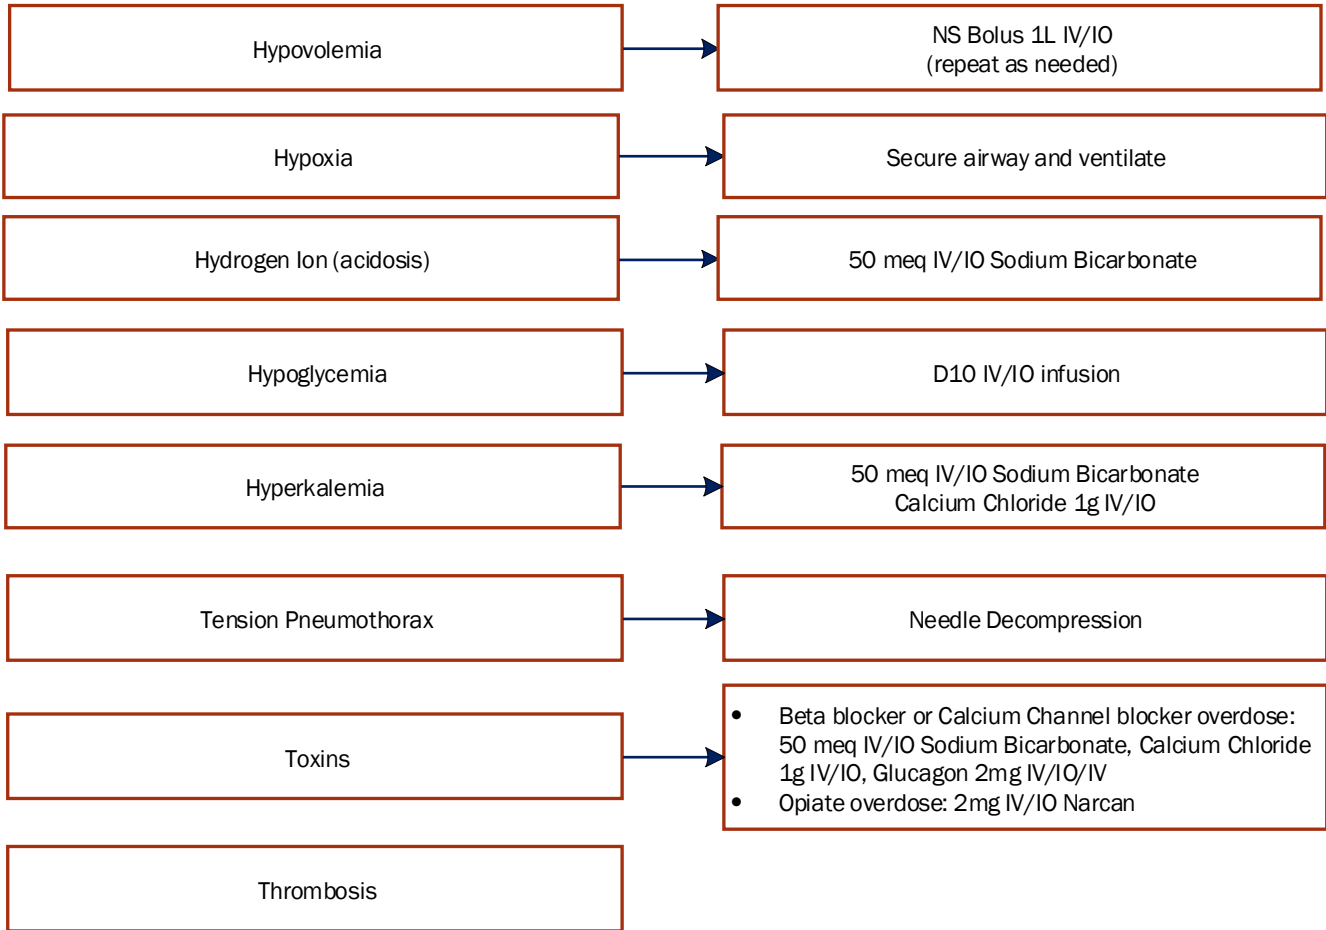 Hypovolemia
NS Bolus 1L IV/IO
(repeat as needed)
Hypoxia
Secure airway and ventilate
Hydrogen Ion (acidosis)
50 meq IV/IO Sodium Bicarbonate
Hypoglycemia
D10 IV/IO infusion
Hyperkalemia
50 meq IV/IO Sodium Bicarbonate
Calcium Chloride 1g IV/IO
Tension Pneumothorax
Needle Decompression
Toxins
• Beta blocker or Calcium Channel blocker overdose:
50 meq IV/IO Sodium Bicarbonate, Calcium Chloride
1g IV/IO, Glucagon 2mg IV/IO/IV
• Opiate overdose: 2mg IV/IO Narcan
Thrombosis